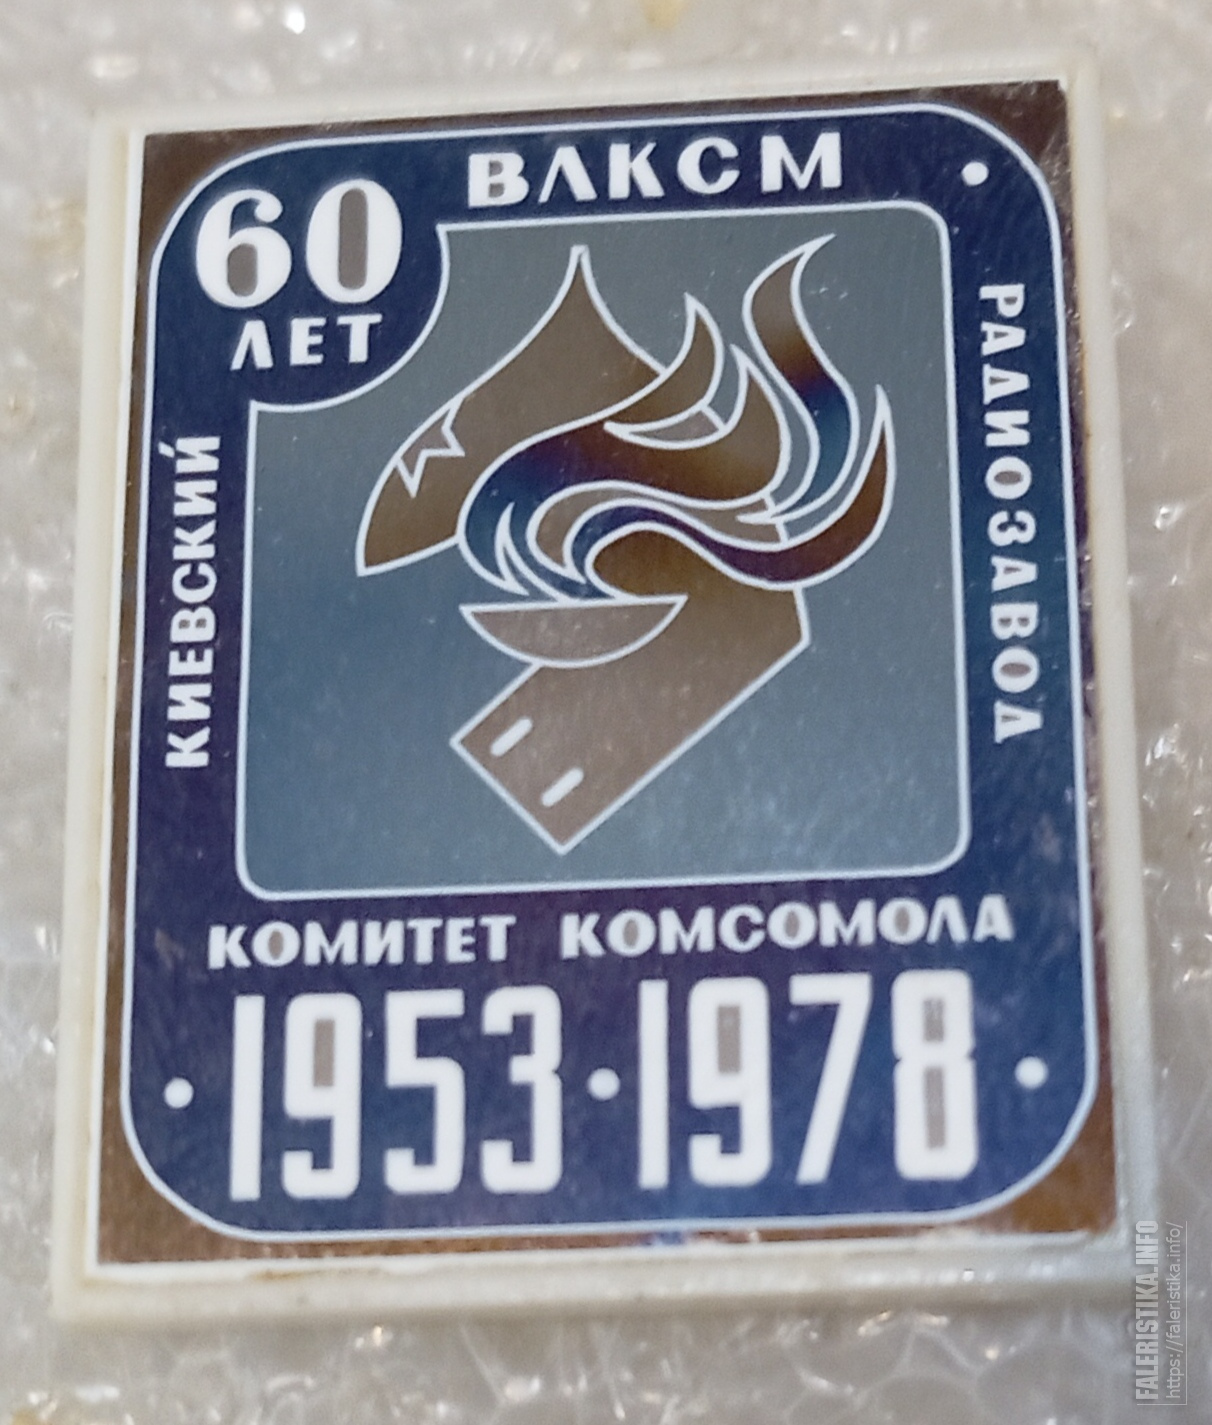 60
ЛЕТ
ВЛКСМ
КИЕВСКИЙ
РАДИОЗАВОД
КОМИТЕТ КОМСОМОЛА
1953·1978
FALERISTIKA.INFO
https://faleristika.info/